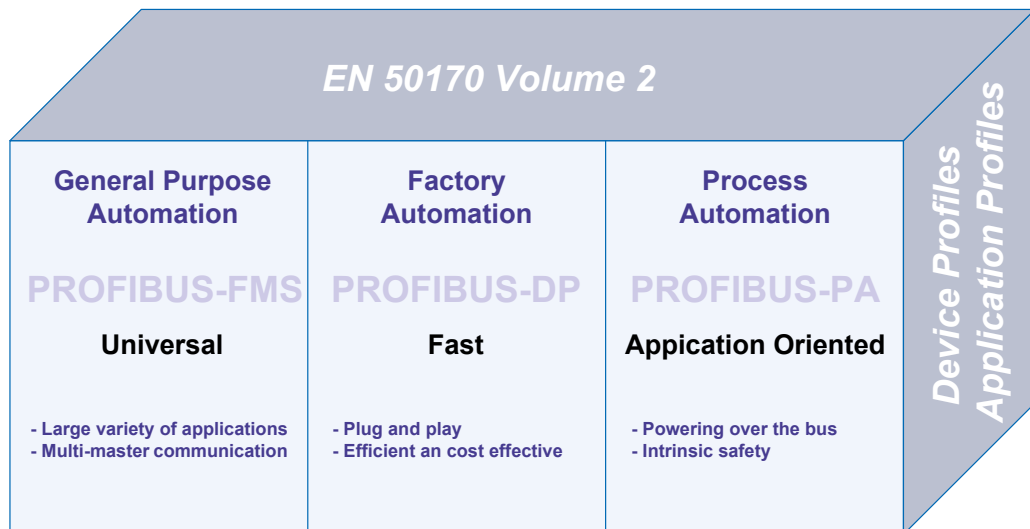 EN 50170 Volume 2
General Purpose
Automation
PROFIBUS-FMS
Universal
- Large variety of applications
- Multi-master communication
Factory
Automation
PROFIBUS-DP
Fast
- Plug and play
- Efficient an cost effective
Process
Automation
PROFIBUS-PA
Appication Oriented
- Powering over the bus
- Intrinsic safety
Device Profiles
Application Profiles